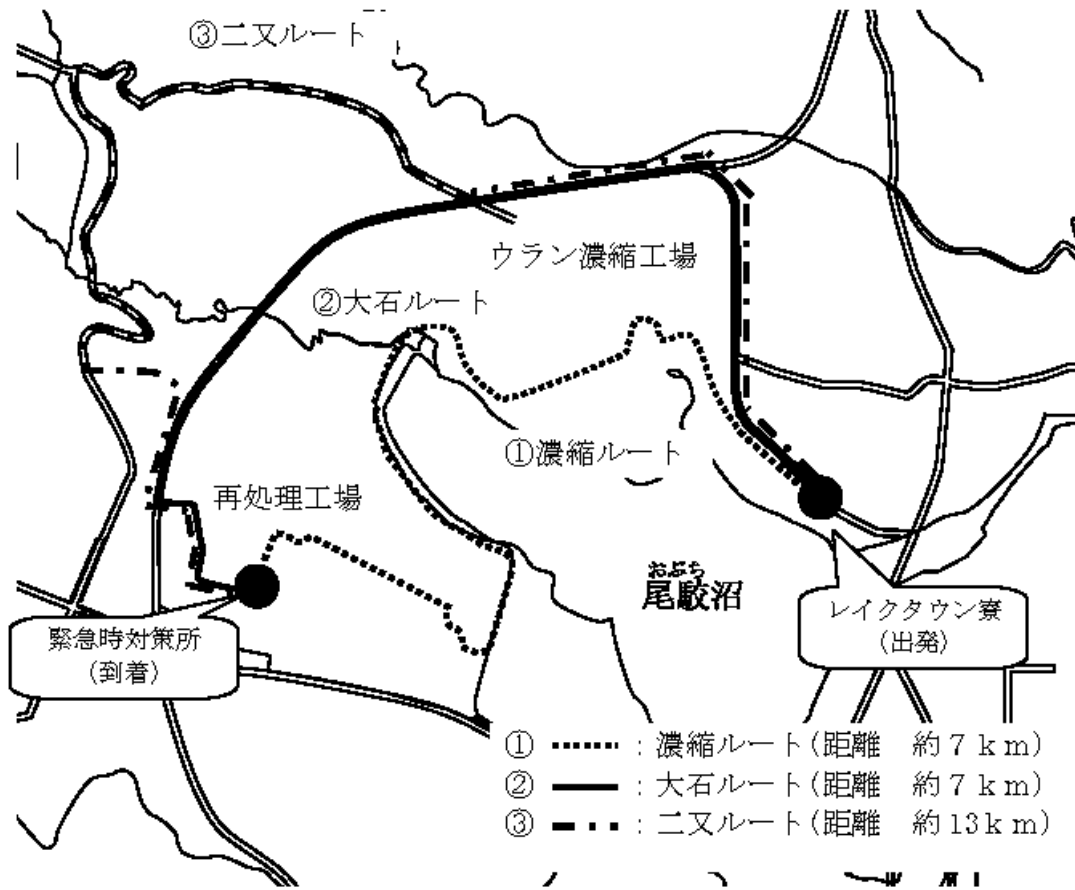 ③二又ルート
ウラン濃縮工場
②大石ルート
①濃縮ルート
再処理工場
おぶち
尾駮沼
レイクタウン寮
(出発)
緊急時対策所
(到着)
① : 濃縮ルート(距離 約7km)
② : 大石ルート(距離 約7km)
③ : 二又ルート(距離 約13km)